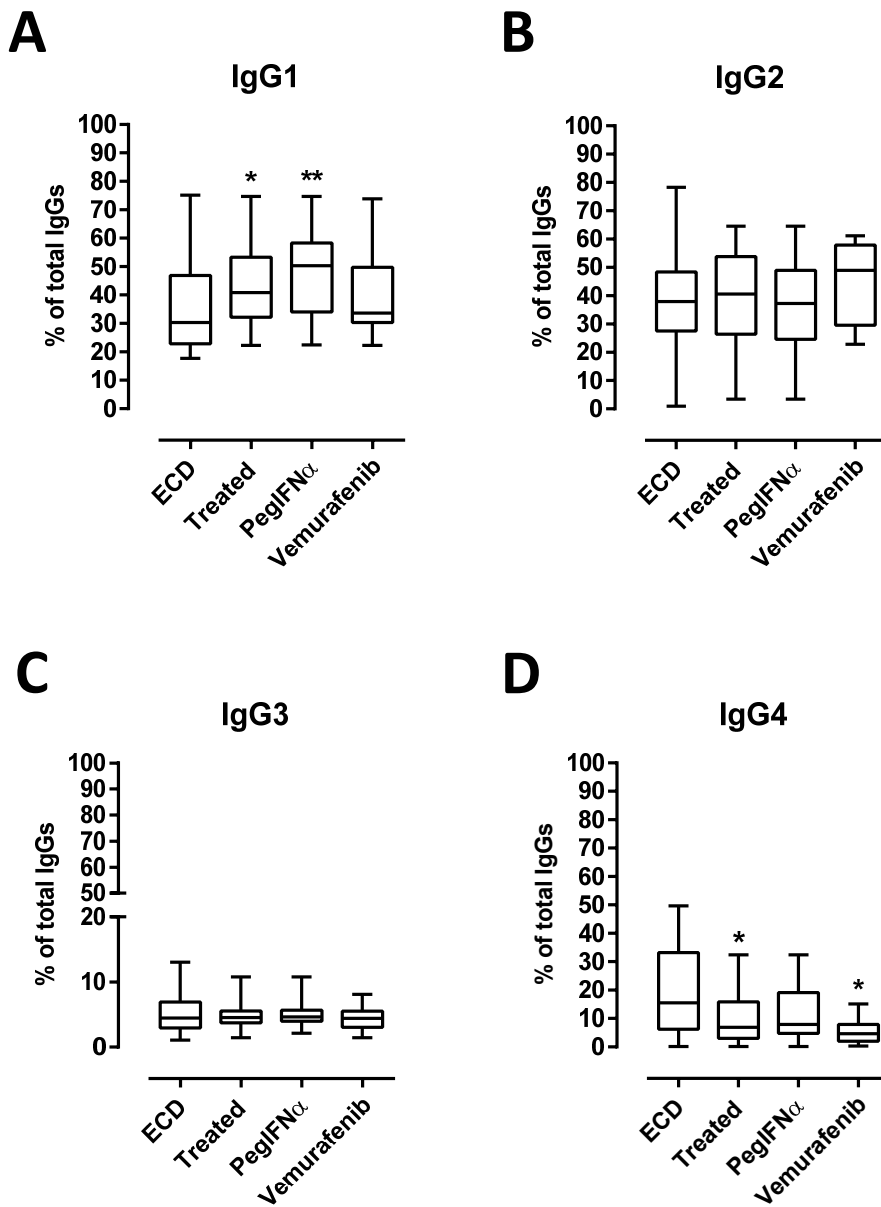 A
IgG1
% of total IgGs
100
90
80
70
60
50
40
30
20
10
0
*
**
ECD
Treated
PegIFNα
Vemurafenib
B
IgG2
% of total IgGs
100
90
80
70
60
50
40
30
20
10
0
ECD
Treated
PegIFNα
Vemurafenib
C
IgG3
% of total IgGs
100
90
80
70
60
50
20
10
0
ECD
Treated
PegIFNα
Vemurafenib
D
IgG4
% of total IgGs
100
90
80
70
60
50
40
30
20
10
0
*
*
ECD
Treated
PegIFNα
Vemurafenib